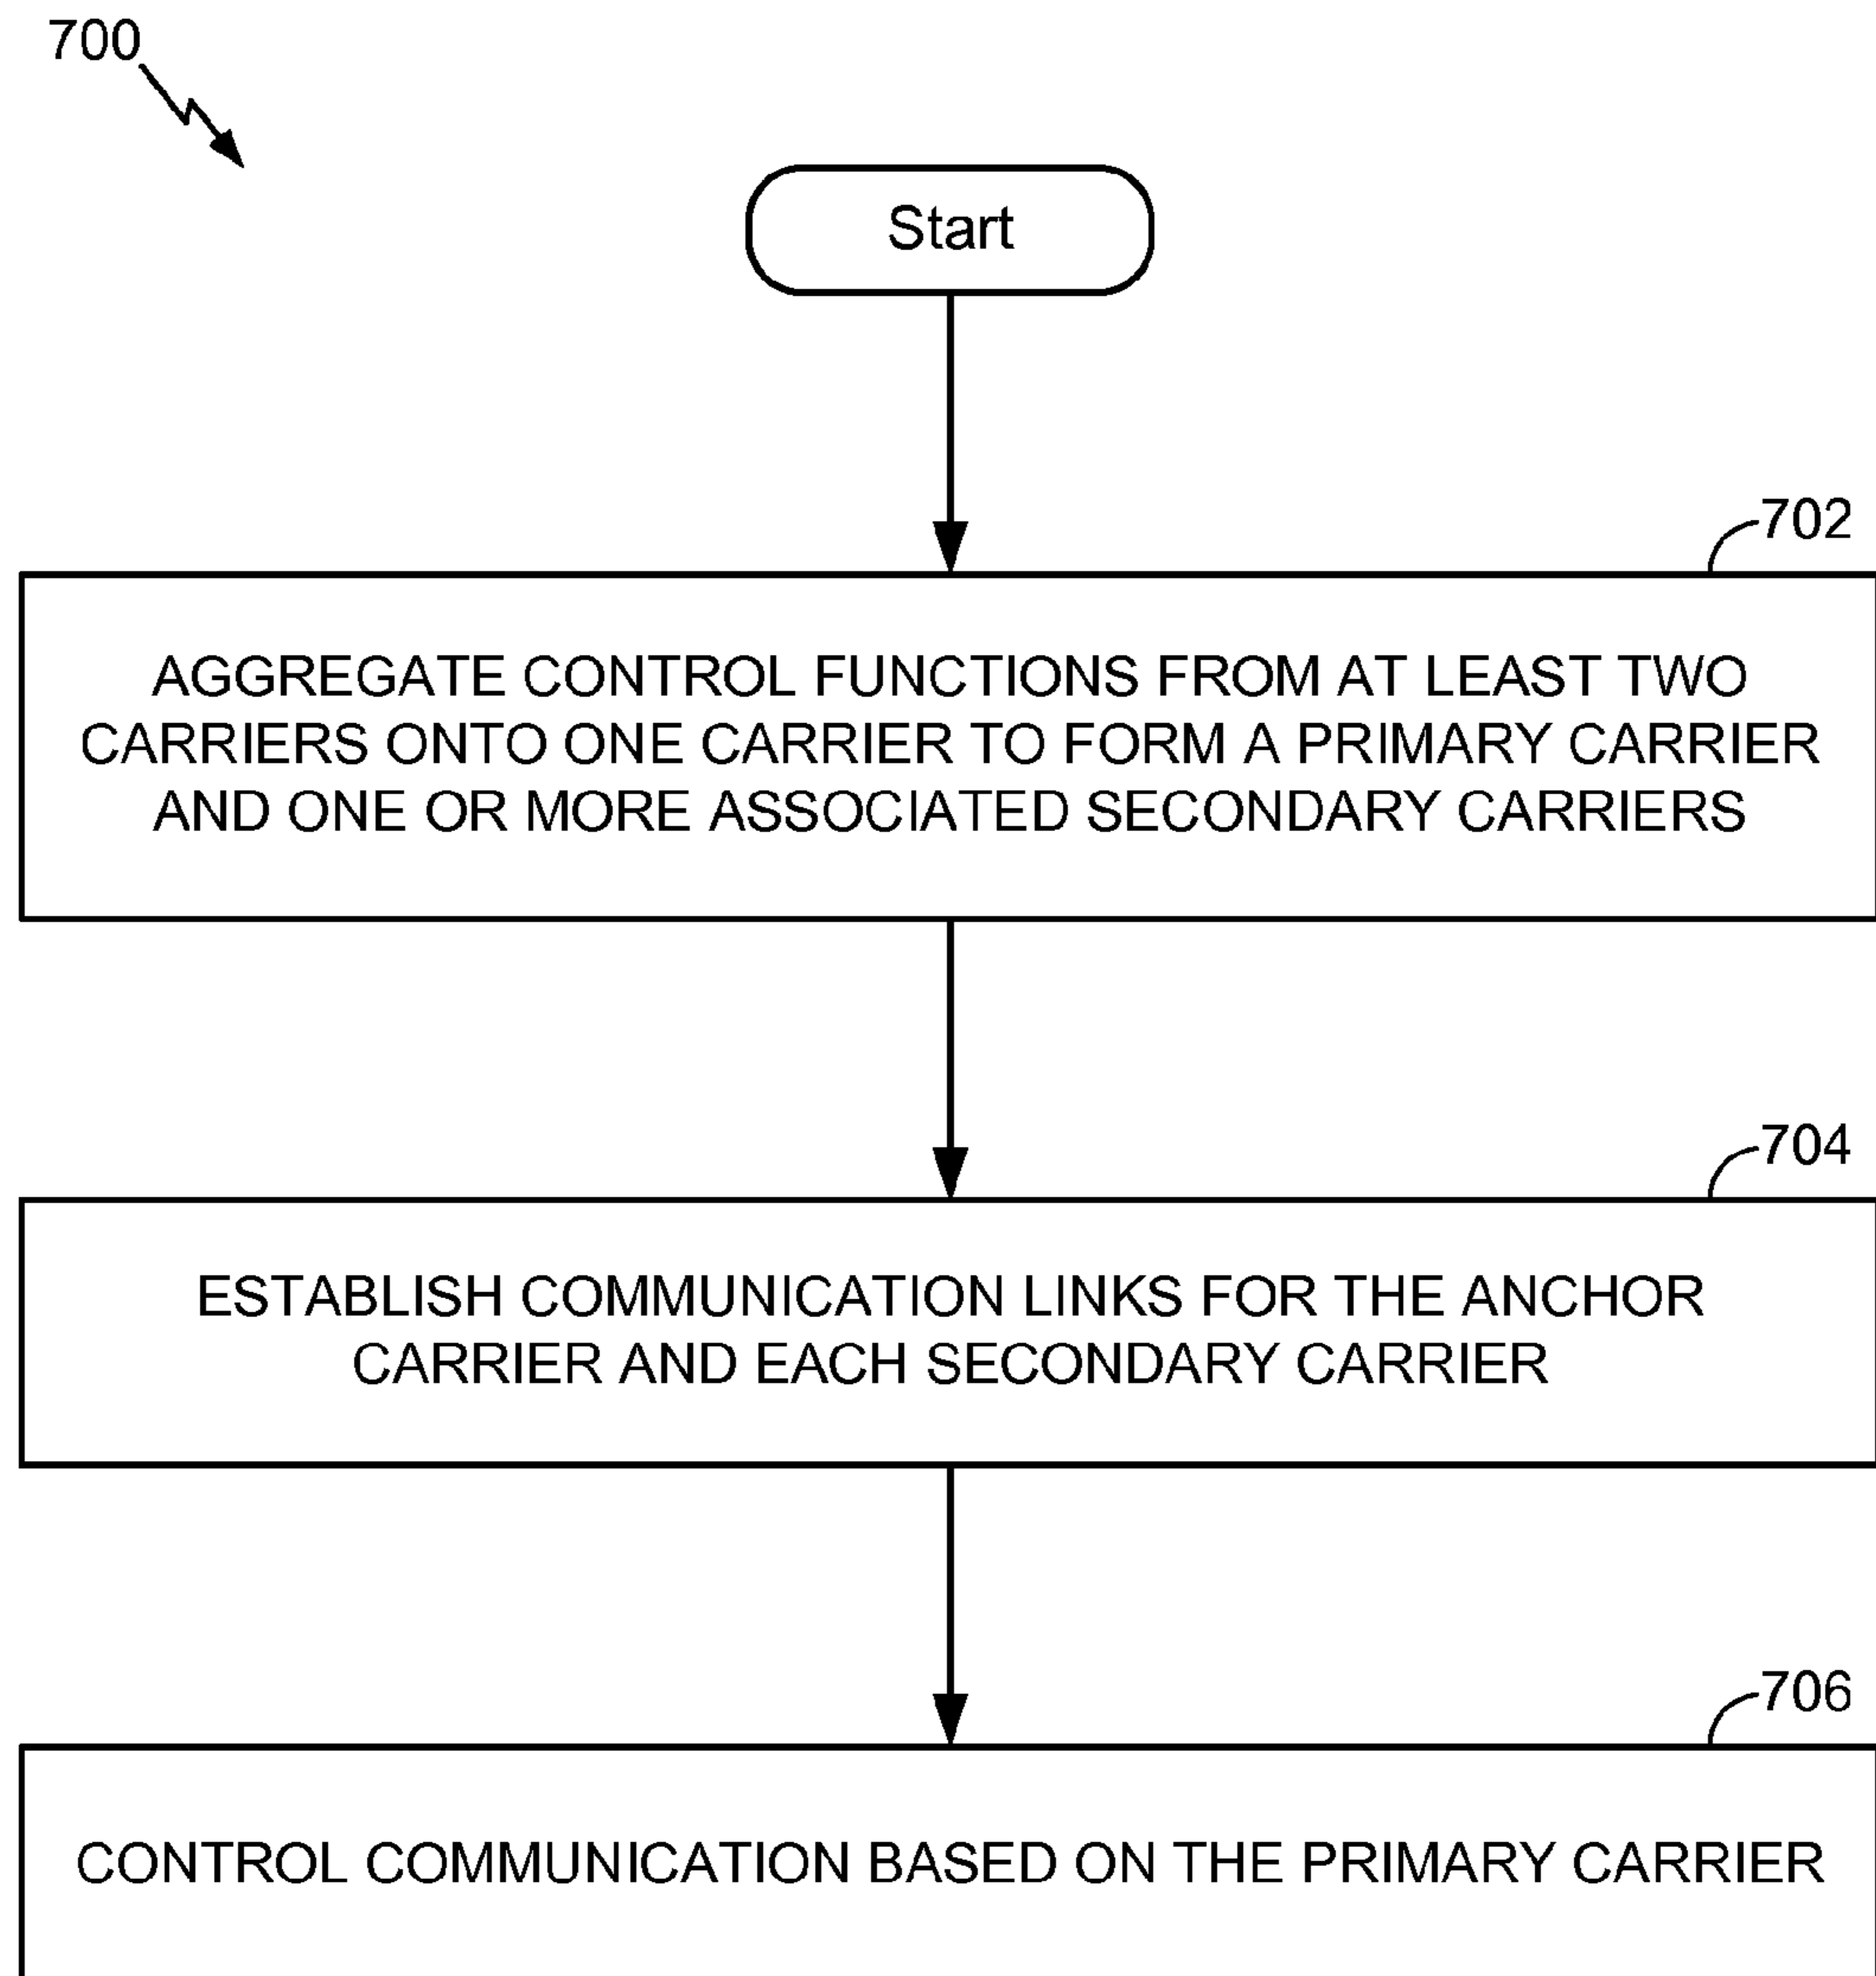 700
Start
702
AGGREGATE CONTROL FUNCTIONS FROM AT LEAST TWO
CARRIERS ONTO ONE CARRIER TO FORM A PRIMARY CARRIER
AND ONE OR MORE ASSOCIATED SECONDARY CARRIERS
704
ESTABLISH COMMUNICATION LINKS FOR THE ANCHOR
CARRIER AND EACH SECONDARY CARRIER
706
CONTROL COMMUNICATION BASED ON THE PRIMARY CARRIER